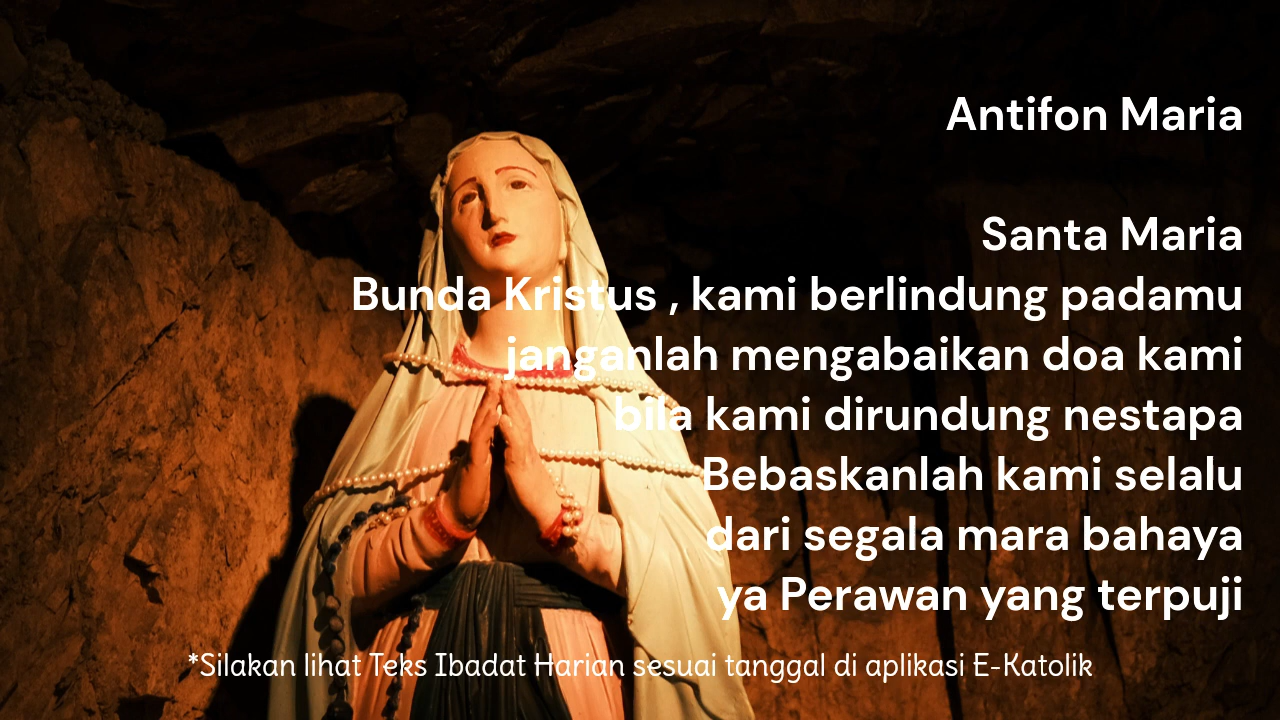 Antifon Maria
Santa Maria
Bunda Kristus , kami berlindung padamu
janganlah mengabaikan doa kami
bila kami dirundung nestapa
Bebaskanlah kami selalu
dari segala mara bahaya
ya Perawan yang terpuji
*Silakan lihat Teks Ibadat Harian sesuai tanggal di aplikasi E-Katolik